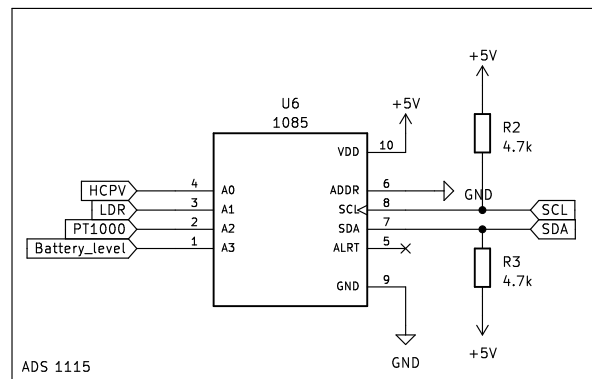 +5V
U6
1085
+5V
R2
4.7k
VDD
10
HCPV
4
A0
ADDR
6
GND
LDR
3
A1
SCL
8
SCL
PT1000
2
A2
SDA
7
SDA
Battery_level
1
A3
ALRT
5
R3
4.7k
GND
9
GND
+5V
ADS 1115